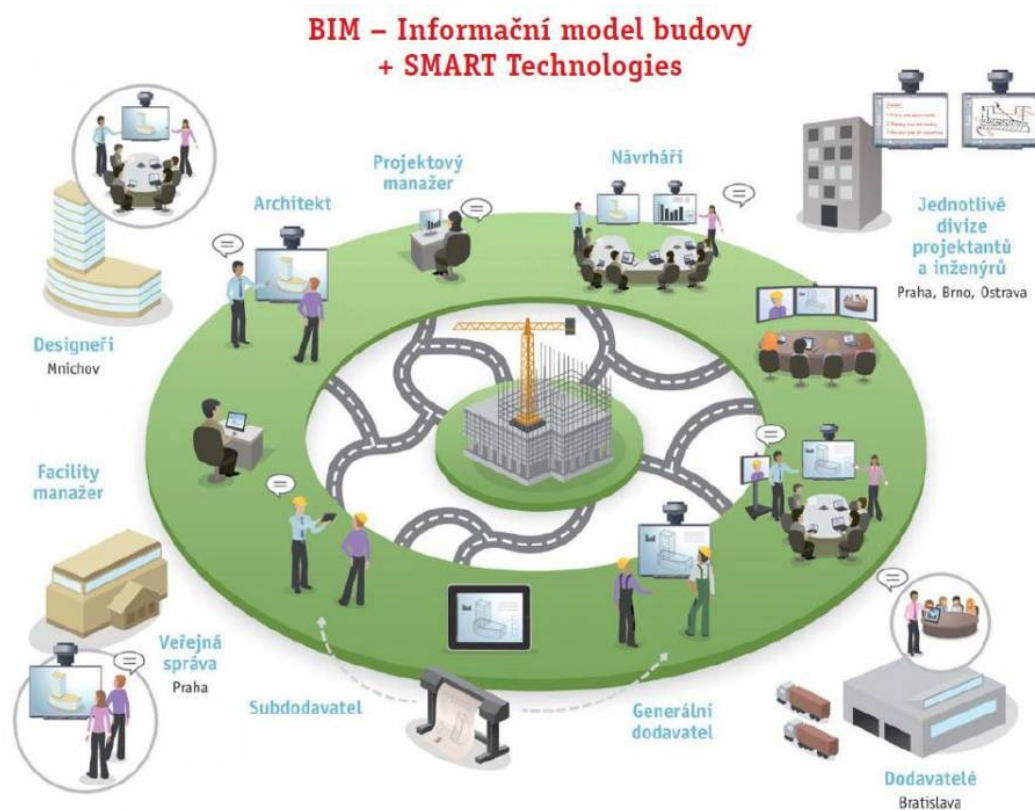 BIM – Informační model budovy
+ SMART Technologies
Projektový
manažer
Návrháři
Architekt
Jednotlivé
divize
projektantů
a inženýrů
Praha, Brno, Ostrava
Designeři
Mnichov
Facility
manažer
Veřejná
správa
Praha
Subdodavatel
Generální
dodavatel
Dodavatelé
Bratislava